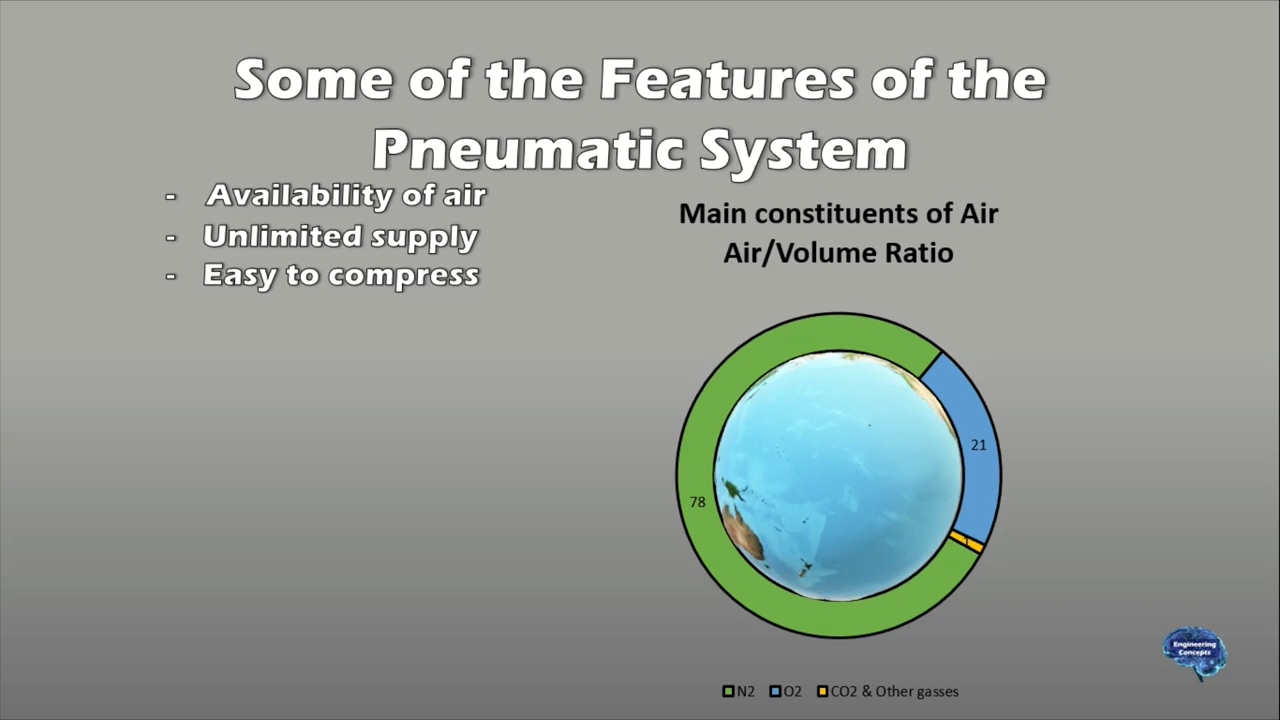 Some of the Features of the
Pneumatic System
- Availability of air
- Unlimited supply
- Easy to compress
Main constituents of Air
Air/Volume Ratio
21
78
1
Engineering
Concepts
N2 O2 CO2 & Other gasses